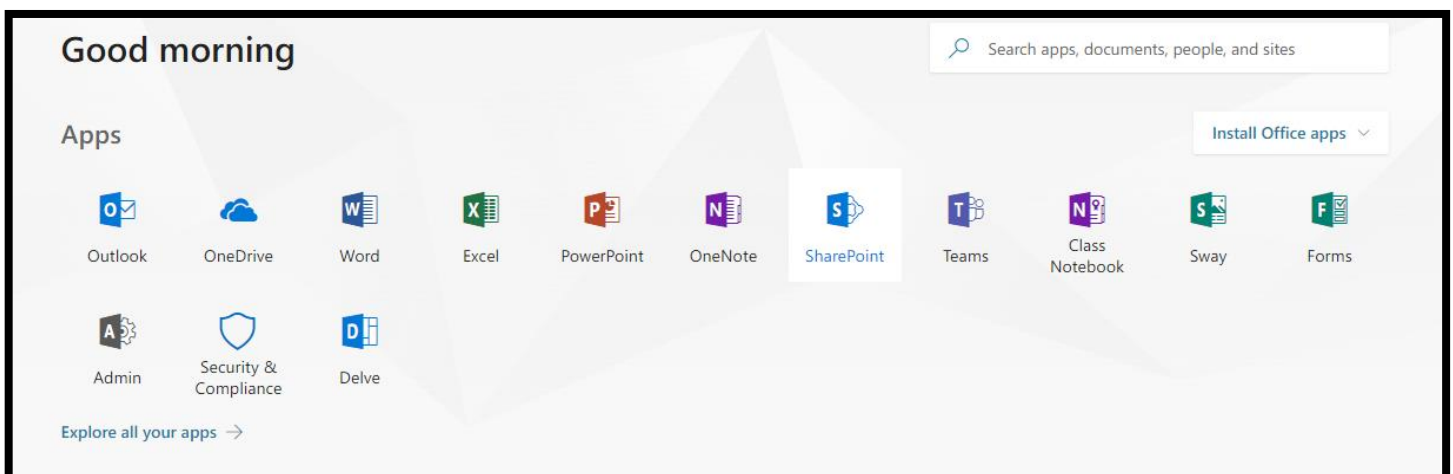 Good morning
Search apps, documents, people, and sites
Apps
Install Office apps
Outlook
OneDrive
Word
Excel
PowerPoint
OneNote
SharePoint
Teams
Class
Notebook
Sway
Forms
Admin
Security &
Compliance
Delve
Explore all your apps →